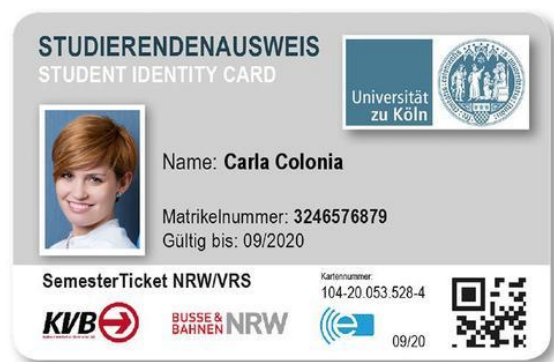 STUDIERENDENAUSWEIS
STUDENT IDENTITY CARD
Universität
zu Köln
Name: Carla Colonia
Matrikelnummer: 3246576879
Gültig bis: 09/2020
SemesterTicket NRW/VRS
Kartennummer:
104-20.053.528-4
KVB
BUSSE &
BAHNEN NRW
09/20